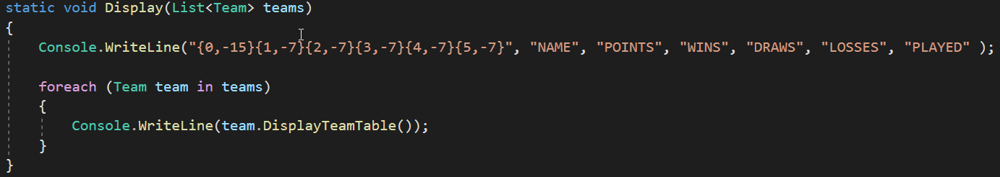 static void Display(List<Team> teams)
{
    Console.WriteLine("{0,-15}{1,-7}{2,-7}{3,-7}{4,-7}{5,-7}", "NAME", "POINTS", "WINS", "DRAWS", "LOSSES", "PLAYED" );
    foreach (Team team in teams)
    {
        Console.WriteLine(team.DisplayTeamTable());
    }
}